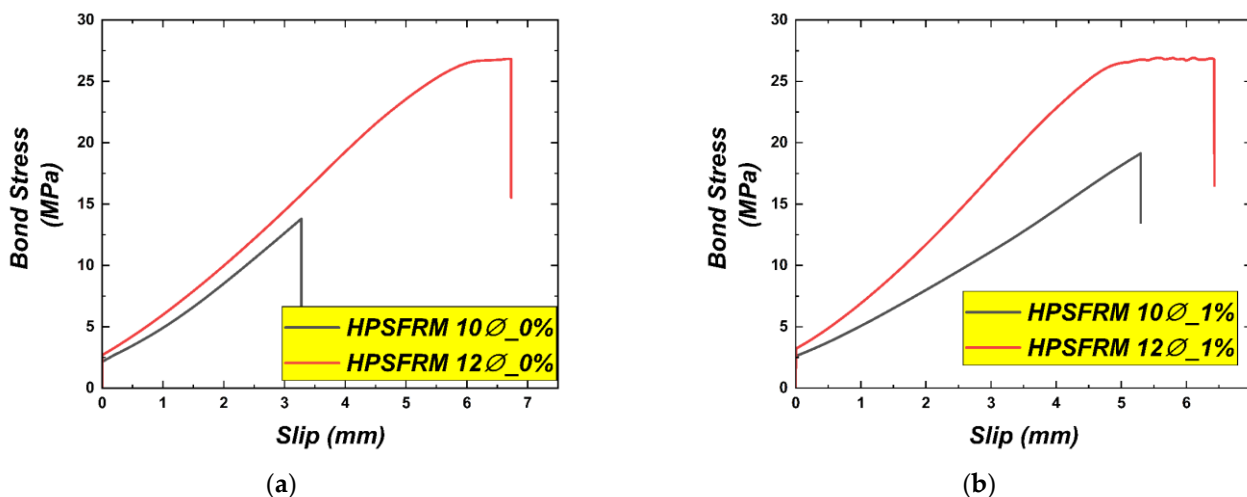 30
25
20
15
10
5
0
Bond Stress
(MPa)
HPSFRM 10∅_0%
HPSFRM 12∅_0%
0 1 2 3 4 5 6 7
Slip (mm)
(a)
30
25
20
15
10
5
0
Bond Stress
(MPa)
HPSFRM 10∅_1%
HPSFRM 12∅_1%
0 1 2 3 4 5 6
Slip (mm)
(b)